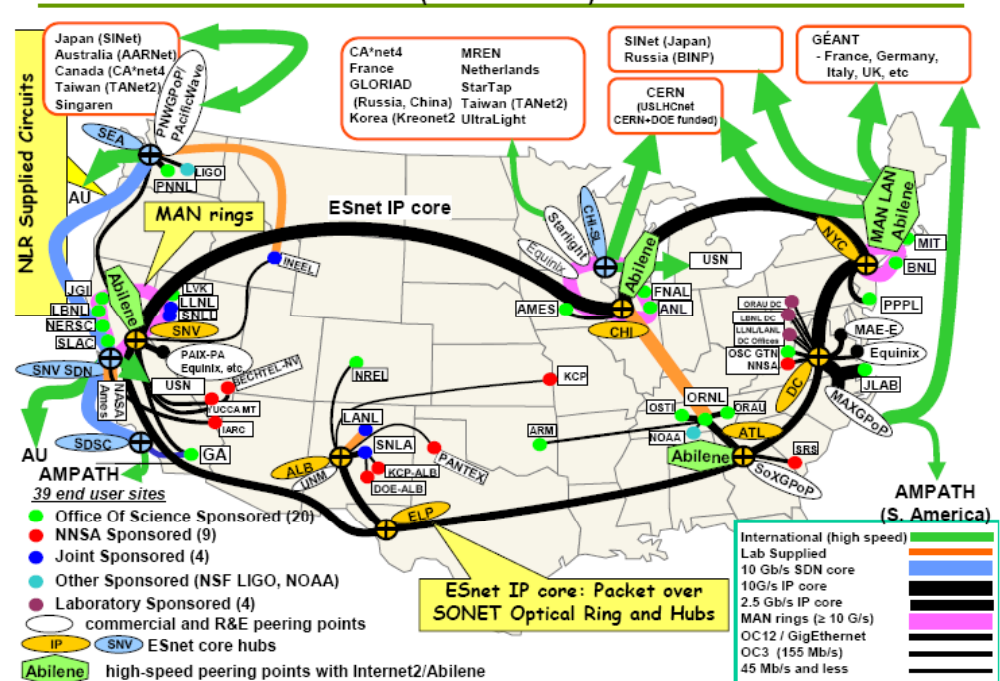 NLR Supplied Circuits
Japan (SINet)
Australia (AARNet)
Canada (CA*net4
Taiwan (TANet2)
Singaren
PNWGPoP/
PAcificWave
CA*net4
France
GLORIAD
(Russia, China)
Korea (Kreonet2
MREN
Netherlands
StarTap
Taiwan (TANet2)
UltraLight
SINet (Japan)
Russia (BINP)
CERN
(USLHCnet
CERN+DOE funded)
GÉANT
- France, Germany,
Italy, UK, etc
SEA
AU
PNNL
LIGO
MAN rings
ESnet IP core
INEEL
Starlight
Equinix
CHI-SL
Abilene
USN
FNAL
ANL
AMES
CHI
MAN LAN
Abilene
NYC
MIT
BNL
PPPL
JGI
LBNL
NERSC
SLAC
Abilene
LVK
LLNL
SNLL
SNV
PAIX-PA
Equinix, etc
SNV SDN
NASA
Ames
USN
BECHTEL-NV
YUCCA MT
IARC
SDSC
GA
AU
AMPATH
NREL
KCP
LANL
SNLA
ALB
UNM
PANTEX
KCP-ALB
DOE-ALB
ELP
ARM
ORAU DC
LBNL DC
LLNL/LANL
DC Offices
OSC GTN
NNSA
MAE-E
Equinix
JLAB
DC
MAXGPoP
OSTI
ORNL
ORAU
NOAA
ATL
Abilene
SRS
SoXGPoP
AMPATH
(S. America)
39 end user sites
Office Of Science Sponsored (20)
NNSA Sponsored (9)
Joint Sponsored (4)
Other Sponsored (NSF LIGO, NOAA)
Laboratory Sponsored (4)
commercial and R&E peering points
IP
SNV
ESnet core hubs
Abilene
high-speed peering points with Internet2/Abilene
ESnet IP core: Packet over
SONET Optical Ring and Hubs
International (high speed)
Lab Supplied
10 Gb/s SDN core
10G/s IP core
2.5 Gb/s IP core
MAN rings (≥ 10 G/s)
OC12 / GigEthernet
OC3 (155 Mb/s)
45 Mb/s and less